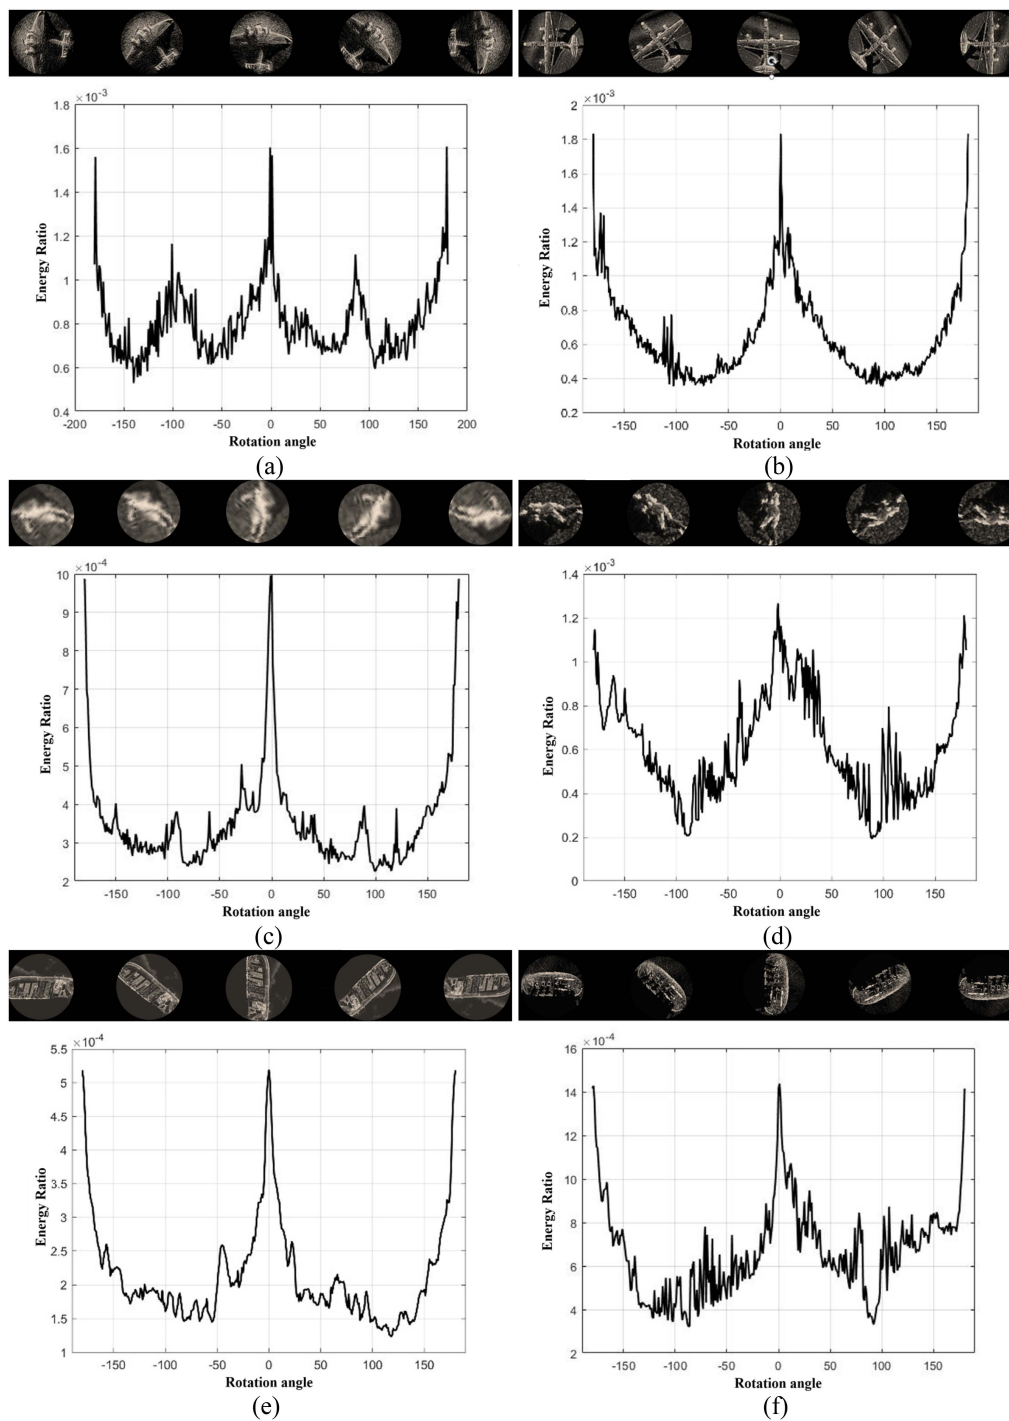 ×10⁻³
1.8
1.6
1.4
1.2
1
0.8
0.6
0.4
-200 -150 -100 -50 0 50 100 150 200
Energy Ratio
Rotation angle
(a)
×10⁻³
2
1.8
1.6
1.4
1.2
1
0.8
0.6
0.4
0.2
-150 -100 -50 0 50 100 150
Energy Ratio
Rotation angle
(b)
×10⁻⁴
10
9
8
7
6
5
4
3
2
-150 -100 -50 0 50 100 150
Energy Ratio
Rotation angle
(c)
×10⁻³
1.4
1.2
1
0.8
0.6
0.4
0.2
0
-150 -100 -50 0 50 100 150
Energy Ratio
Rotation angle
(d)
×10⁻⁴
5.5
5
4.5
4
3.5
3
2.5
2
1.5
1
-150 -100 -50 0 50 100 150
Energy Ratio
Rotation angle
(e)
×10⁻⁴
16
14
12
10
8
6
4
2
-150 -100 -50 0 50 100 150
Energy Ratio
Rotation angle
(f)